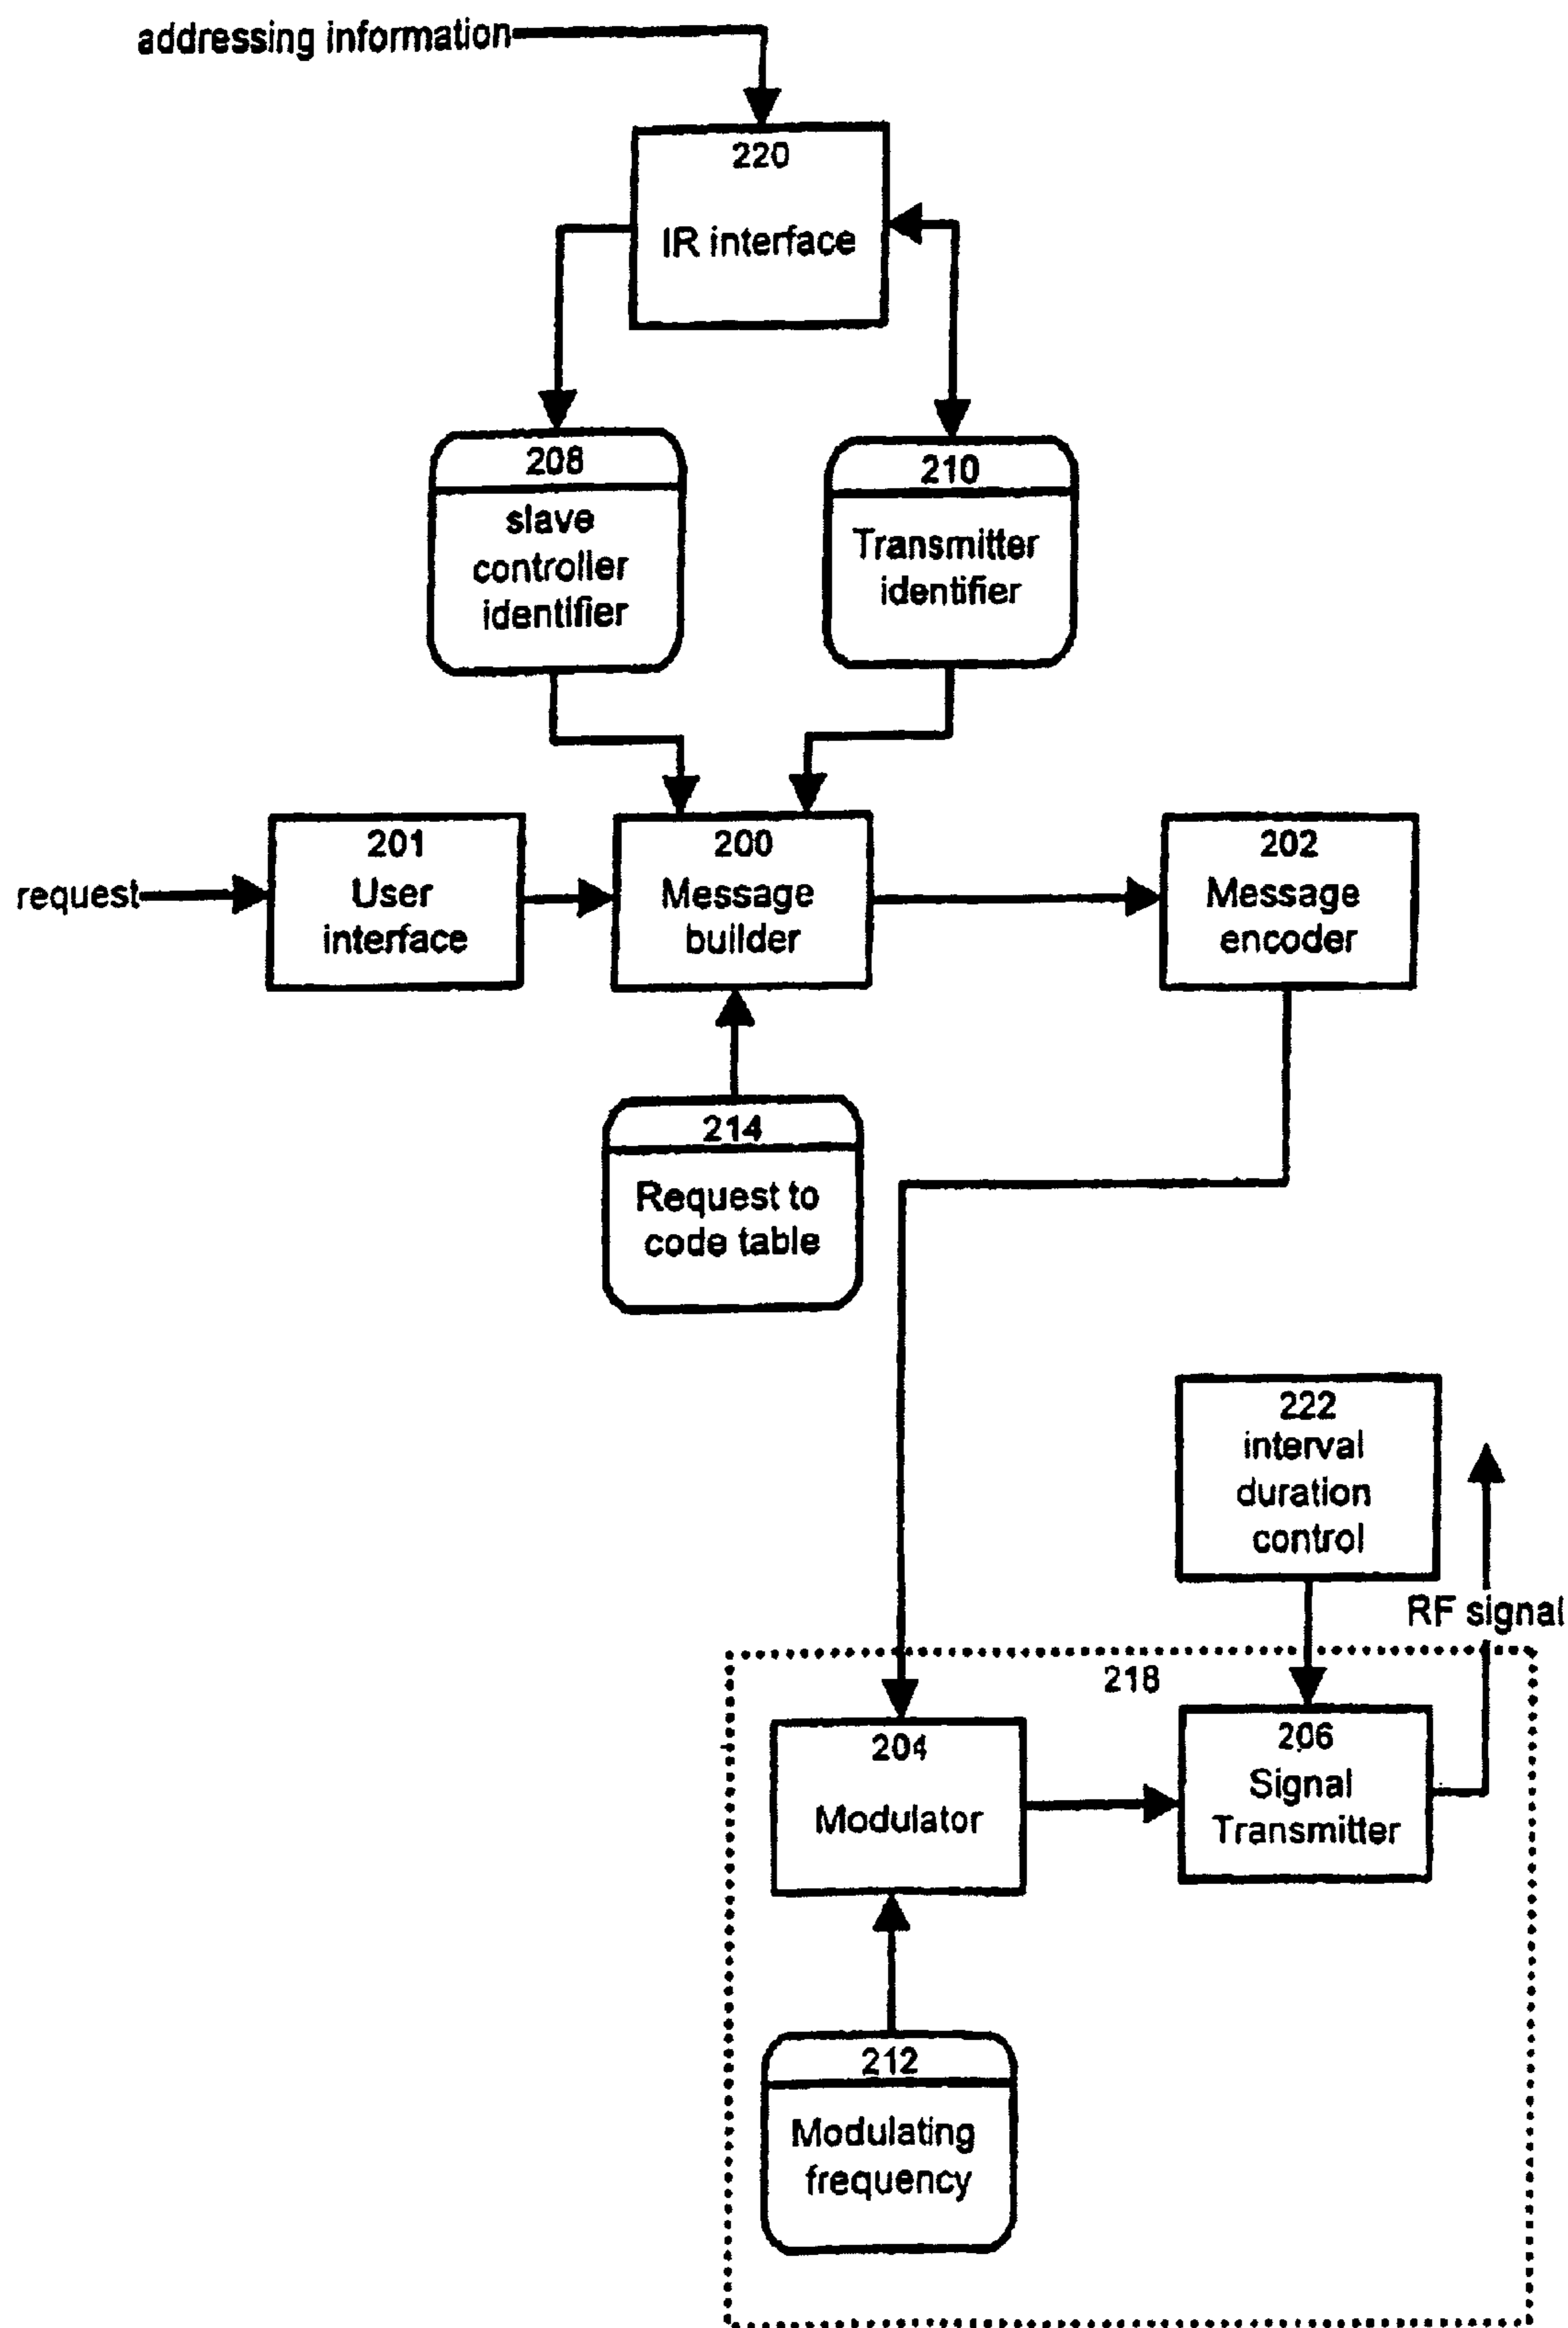 addressing information
220
IR interface
208
slave
controller
identifier
210
Transmitter
identifier
request
201
User
interface
200
Message
builder
202
Message
encoder
214
Request to
code table
222
interval
duration
control
RF signal
218
204
Modulator
206
Signal
Transmitter
212
Modulating
frequency